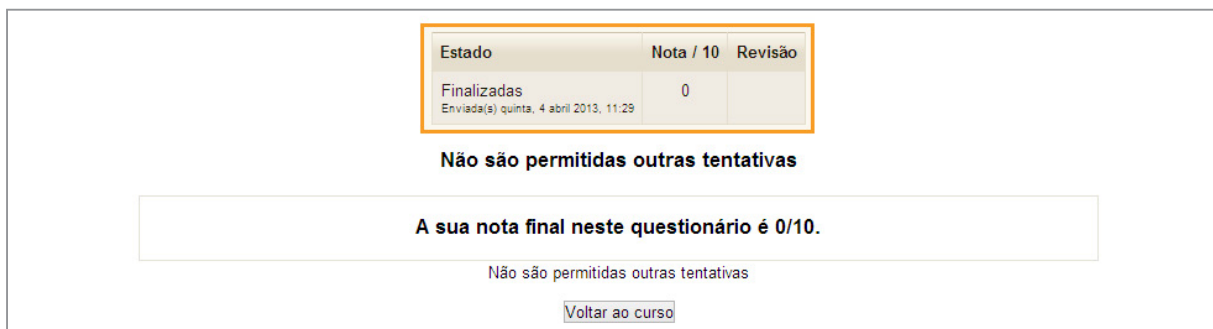 Estado Nota / 10 Revisão
Finalizadas 0
Enviada(s) quinta, 4 abril 2013, 11:29
Não são permitidas outras tentativas
A sua nota final neste questionário é 0/10.
Não são permitidas outras tentativas
Voltar ao curso